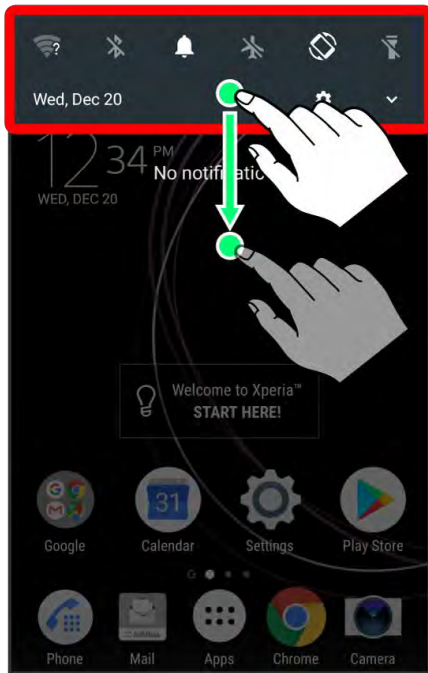 ?
Wed, Dec 20
12 34 PM
No notificatio
WED, DEC 20
Welcome to Xperia™
START HERE!
31
Google
Calendar
Settings
Play Store
G
Phone
Mail
Apps
Chrome
Camera